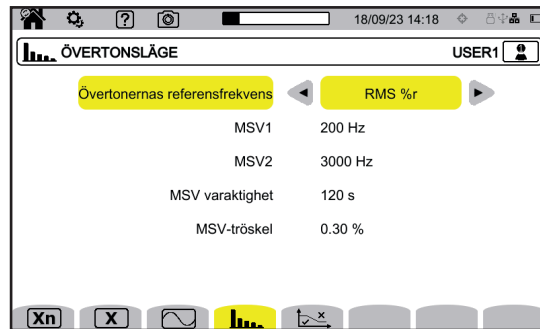 18/09/23 14:18
ÖVERTONSLÄGE USER1
Övertonernas referensfrekvens RMS %r
MSV1 200 Hz
MSV2 3000 Hz
MSV varaktighet 120 s
MSV-tröskel 0.30 %
Xn X